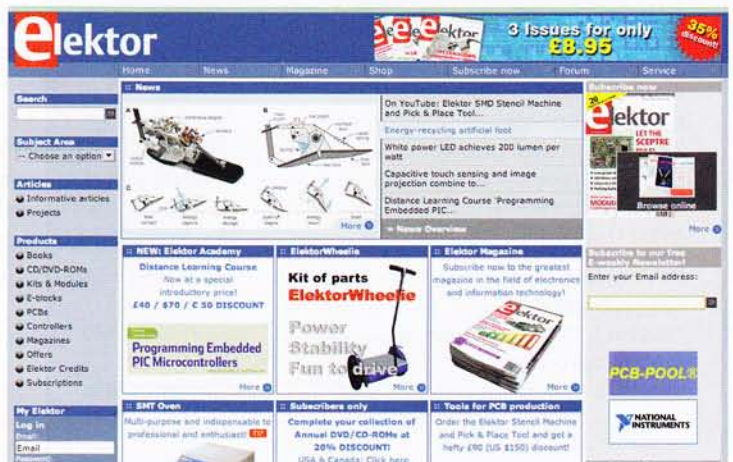 elektor
3 Issues for only
£8.95
35%
discount!
Home
News
Magazine
Shop
Subscribe now
Forum
Service
Search
Subject Area
-- Choose an option
Articles
Informative articles
Projects
Products
Books
CD/DVD-ROMs
Kits & Modules
E-blocks
PCBs
Controllers
Magazines
Offers
Elektor Credits
Subscriptions
My Elektor
Log in
Email:
Email
Password:
:: News
A
B
C
More
On YouTube: Elektor SMD Stencil Machine
and Pick & Place Tool...
Energy-recycling artificial foot
White power LED achieves 200 lumen per
watt
Capacitive touch sensing and image
projection combine to...
Distance Learning Course 'Programming
Embedded PIC...
News Overview
:: NEW: Elektor Academy
Distance Learning Course
Now at a special
introductory price!
£40 / $70 / € 50 DISCOUNT
Programming Embedded
PIC Microcontrollers
More
:: ElektorWheelie
Kit of parts
ElektorWheelie
Power
Stability
Fun to drive
More
:: Elektor Magazine
Subscribe now to the greatest
magazine in the field of electronics
and information technology!
elektor
More
:: SMT Oven
Multi-purpose and indispensable to
professional and enthusiast!
:: Subscribers only
Complete your collection of
Annual DVD/CD-ROMs at
20% DISCOUNT!
USA & Canada: Click here
:: Tools for PCB production
Order the Elektor Stencil Machine
and Pick & Place Tool and get a
hefty £90 (US $150) discount!
Subscribe now
20
elektor
LET THE
SCEPTRE
Browse online
More
Subscribe to our free
E-weekly Newsletter!
Enter your Email address:
PCB-POOL®
NATIONAL
INSTRUMENTS